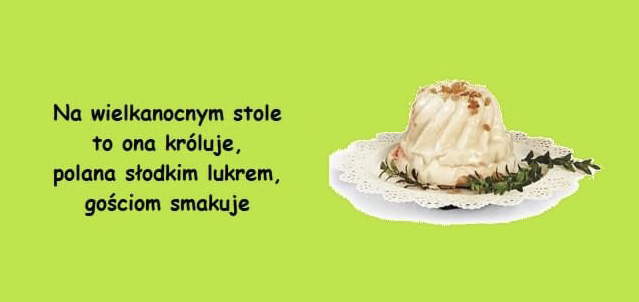 Na wielkanocnym stole
to ona króluje,
polana słodkim lukrem,
gościom smakuje